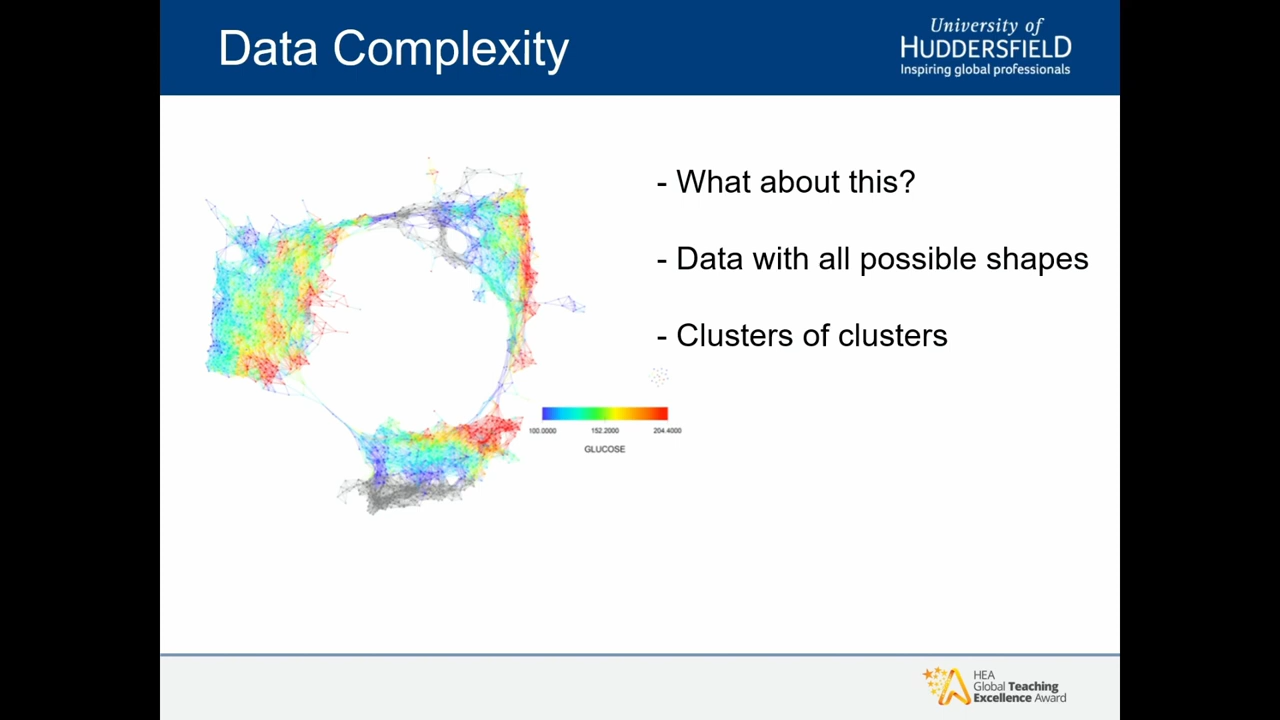 Data Complexity
University of
HUDDERSFIELD
Inspiring global professionals
- What about this?
- Data with all possible shapes
- Clusters of clusters
100.0000 152.2000 204.4000
GLUCOSE
HEA
Global Teaching
Excellence Award